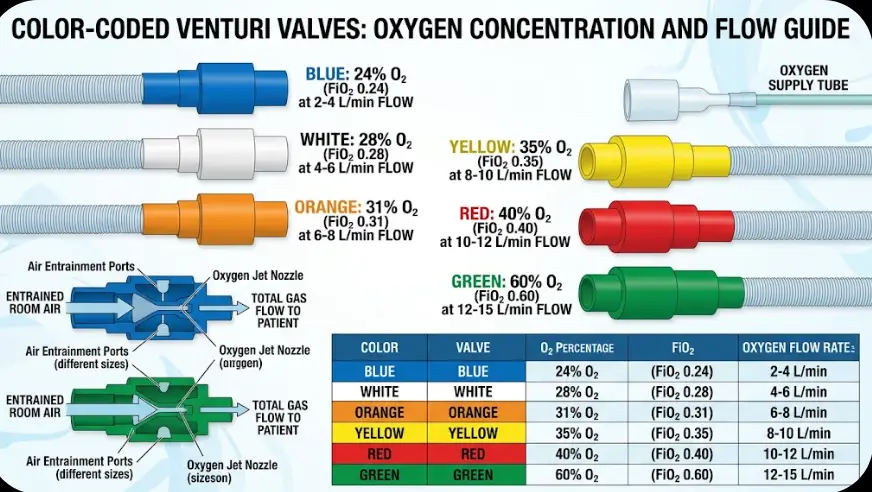 COLOR-CODED VENTURI VALVES: OXYGEN CONCENTRATION AND FLOW GUIDE
BLUE: 24% O₂
(FiO₂ 0.24)
at 2-4 L/min FLOW
WHITE: 28% O₂
(FiO₂ 0.28)
at 4-6 L/min FLOW
ORANGE: 31% O₂
(FiO₂ 0.31)
at 6-8 L/min FLOW
OXYGEN
SUPPLY TUBE
YELLOW: 35% O₂
(FiO₂ 0.35)
at 8-10 L/min FLOW
RED: 40% O₂
(FiO₂ 0.40)
at 10-12 L/min FLOW
GREEN: 60% O₂
(FiO₂ 0.60)
at 12-15 L/min FLOW
Air Entrainment Ports
Oxygen Jet Nozzle
ENTRAINED
ROOM AIR
TOTAL GAS
FLOW TO
PATIENT
Air Entrainment Ports
(different sizes)
Oxygen Jet Nozzle
ENTRAINED
ROOM AIR
TOTAL GAS
FLOW TO
PATIENT
Air Entrainment Ports
(different sizes)
Oxygen Jet Nozzle
(sizeson)
COLOR VALVE O₂ PERCENTAGE FiO₂ OXYGEN FLOW RATE
BLUE BLUE 24% O₂ (FiO₂ 0.24) 2-4 L/min
WHITE WHITE 28% O₂ (FiO₂ 0.28) 4-6 L/min
ORANGE ORANGE 31% O₂ (FiO₂ 0.31) 6-8 L/min
YELLOW YELLOW 35% O₂ (FiO₂ 0.35) 8-10 L/min
RED RED 40% O₂ (FiO₂ 0.40) 10-12 L/min
GREEN GREEN 60% O₂ (FiO₂ 0.60) 12-15 L/min